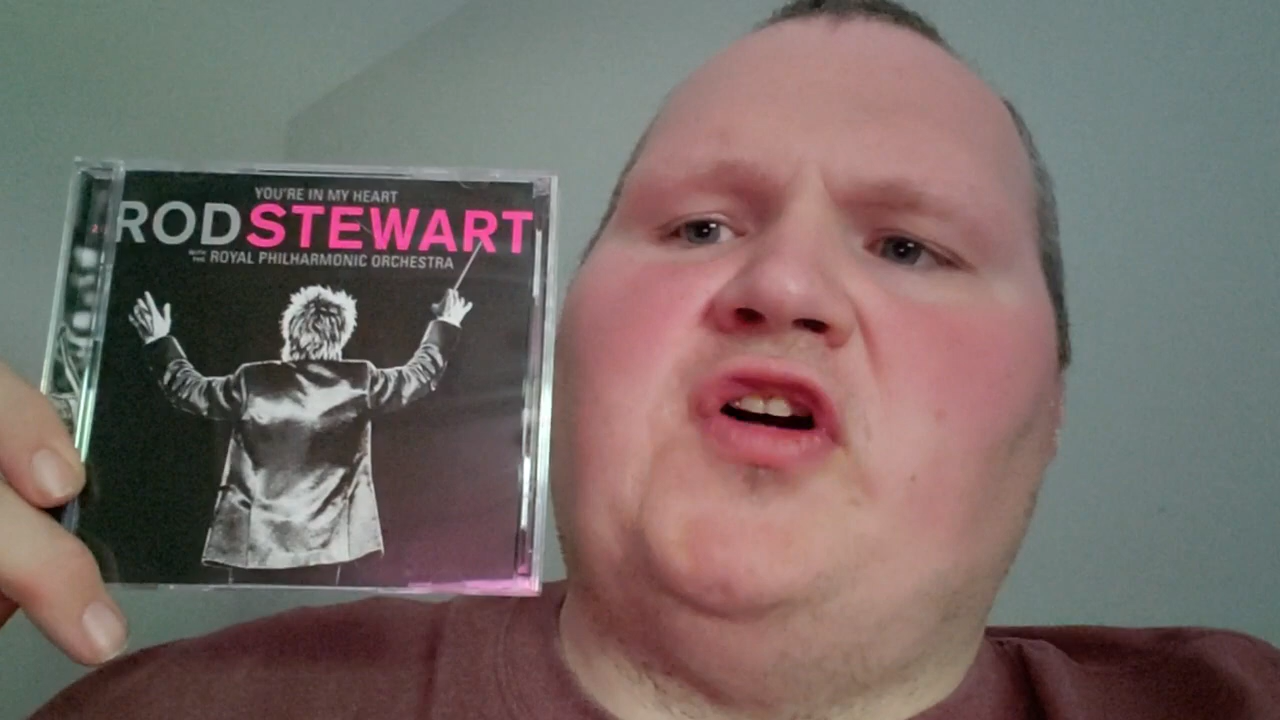 YOU'RE IN MY HEART
ROD STEWART
WITH THE ROYAL PHILHARMONIC ORCHESTRA